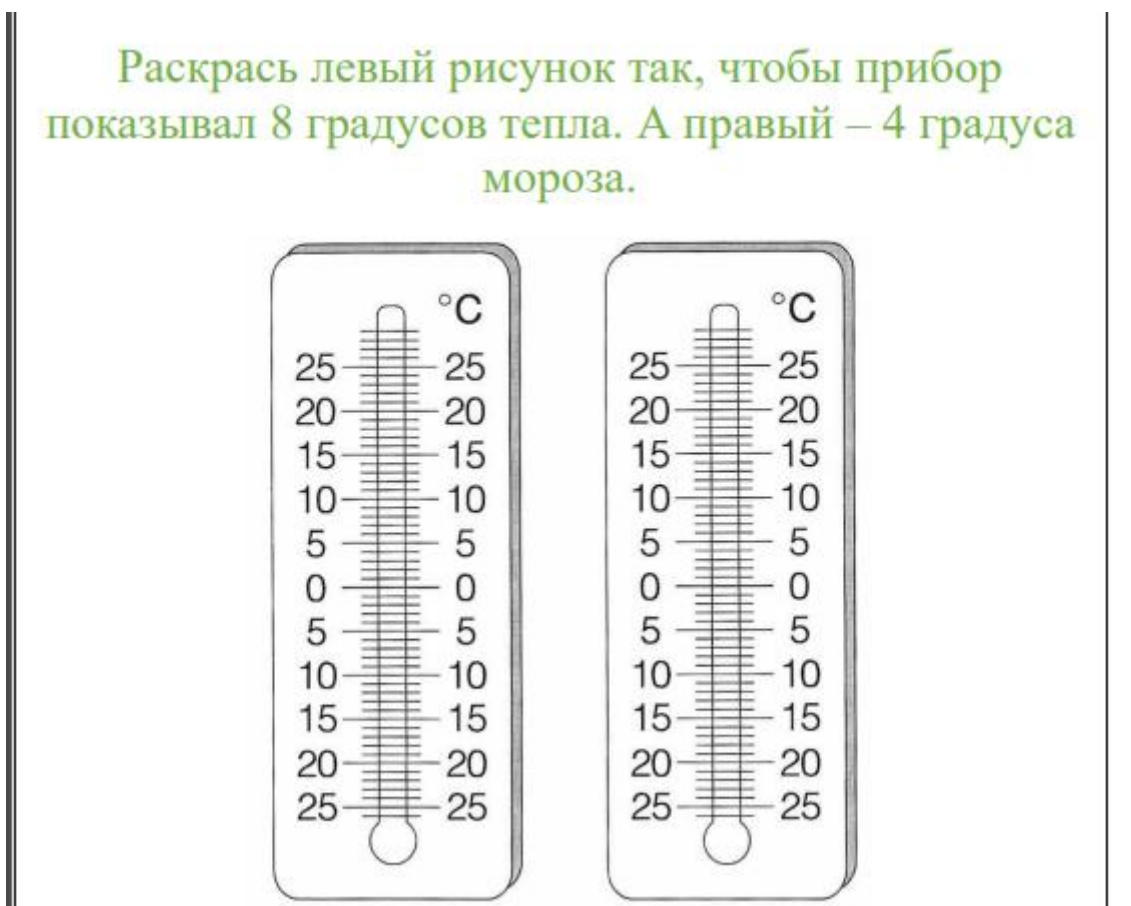 Раскрась левый рисунок так, чтобы прибор
показывал 8 градусов тепла. А правый – 4 градуса
мороза.
°C °C
25 25 25 25
20 20 20 20
15 15 15 15
10 10 10 10
5 5 5 5
0 0 0 0
5 5 5 5
10 10 10 10
15 15 15 15
20 20 20 20
25 25 25 25